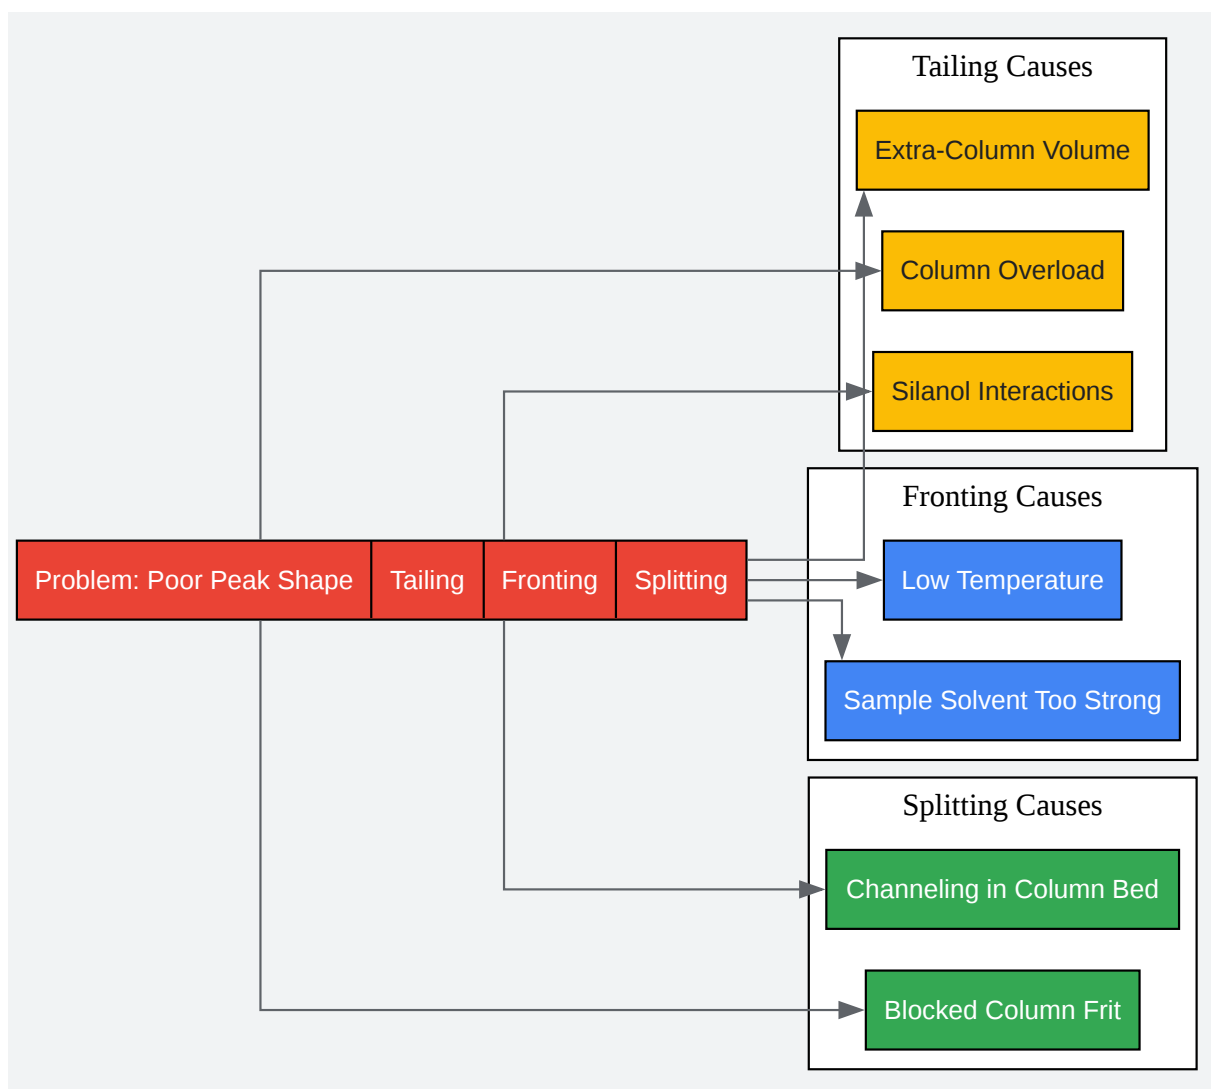 Tailing Causes
Extra-Column Volume
Column Overload
Silanol Interactions
Fronting Causes
Problem: Poor Peak Shape
Tailing
Fronting
Splitting
Low Temperature
Sample Solvent Too Strong
Splitting Causes
Channeling in Column Bed
Blocked Column Frit